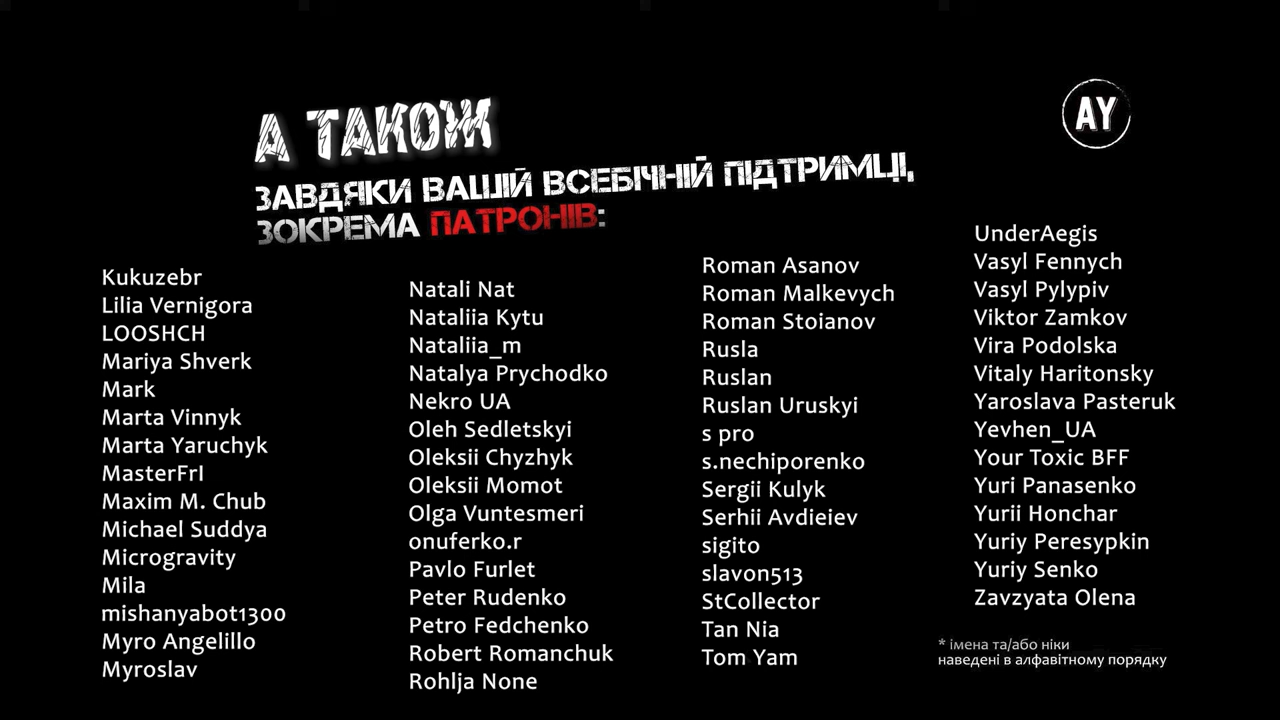 А ТАКОЖ
ЗАВДЯКИ ВАШІЙ ВСЕБІЧНІЙ ПІДТРИМЦІ,
ЗОКРЕМА ПАТРОНІВ:
АУ
Kukuzebr
Lilia Vernigora
LOOSHCH
Mariya Shverk
Mark
Marta Vinnyk
Marta Yaruchyk
MasterFrI
Maxim M. Chub
Michael Suddya
Microgravity
Mila
mishanyabot1300
Myro Angelillo
Myroslav
Natali Nat
Nataliia Kytu
Nataliia_m
Natalya Prychodko
Nekro UA
Oleh Sedletskyi
Oleksii Chyzhyk
Oleksii Momot
Olga Vuntesmeri
onuferko.r
Pavlo Furlet
Peter Rudenko
Petro Fedchenko
Robert Romanchuk
Rohlja None
Roman Asanov
Roman Malkevych
Roman Stoianov
Rusla
Ruslan
Ruslan Uruskyi
s pro
s.nechiporenko
Sergii Kulyk
Serhii Avdieiev
sigito
slavon513
StCollector
Tan Nia
Tom Yam
UnderAegis
Vasyl Fennych
Vasyl Pylypiv
Viktor Zamkov
Vira Podolska
Vitaly Haritonsky
Yaroslava Pasteruk
Yevhen_UA
Your Toxic BFF
Yuri Panasenko
Yurii Honchar
Yuriy Peresypkin
Yuriy Senko
Zavzyata Olena
* імена та/або ніки
наведені в алфавітному порядку